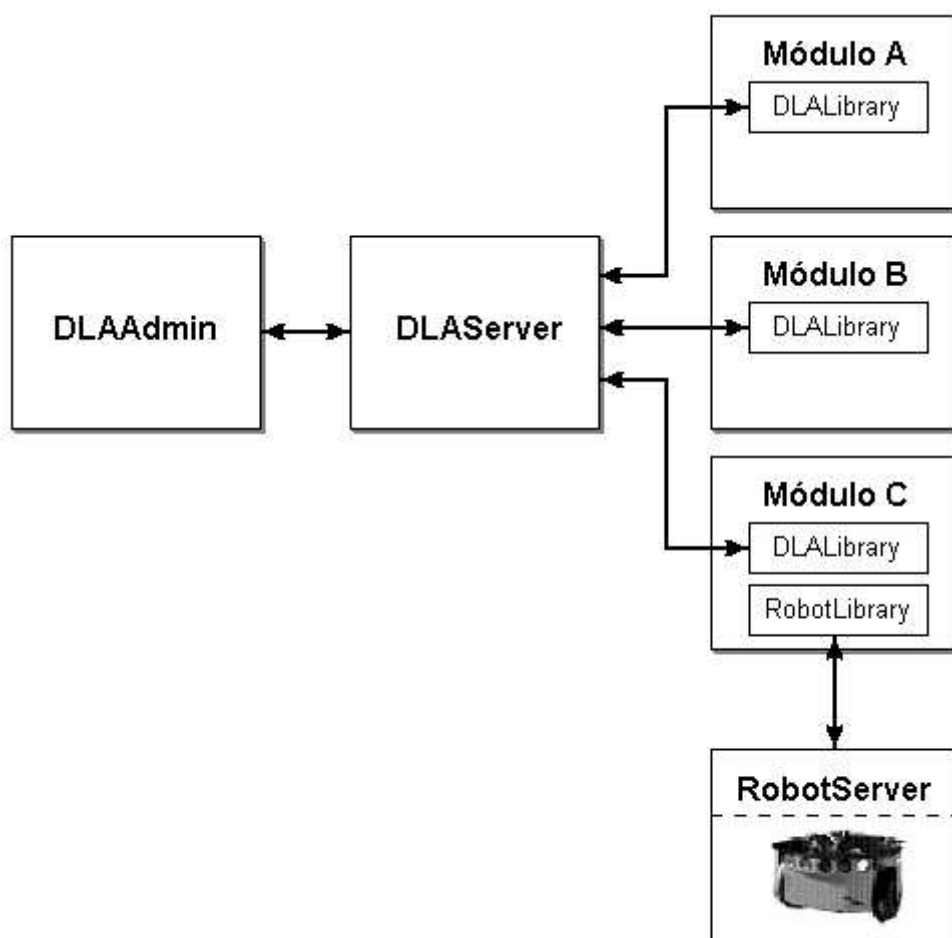 Módulo A
DLALibrary
DLAAdmin
DLAServer
Módulo B
DLALibrary
Módulo C
DLALibrary
RobotLibrary
RobotServer